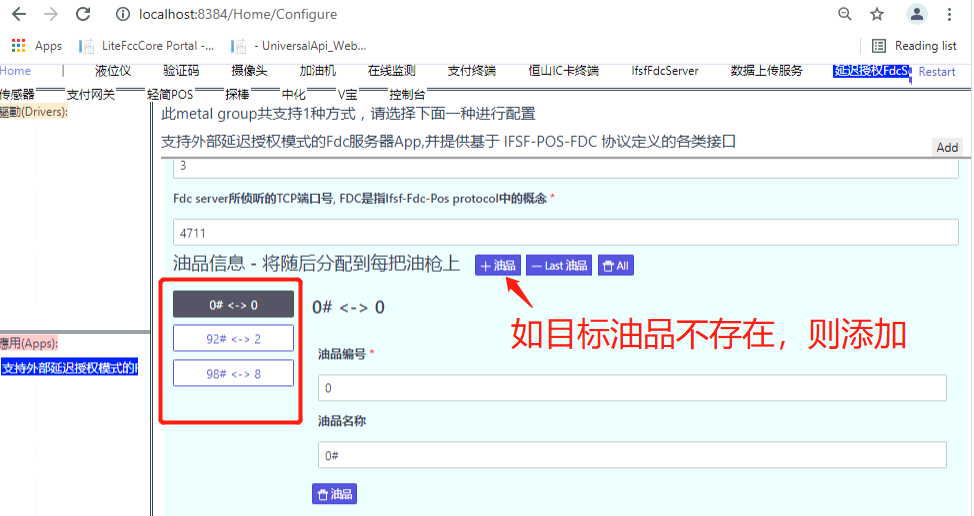 localhost:8384/Home/Configure
Apps LiteFccCore Portal -... - UniversalApi_Web... Reading list
Home | 液位仪 验证码 摄像头 加油机 在线监测 支付终端 恒山IC卡终端 IfsfFdcServer 数据上传服务 延迟授权FdcS Restart
传感器 支付网关 轻简POS 探棒 中化 V宝 控制台
驅動(Drivers):
此metal group共支持1种方式，请选择下面一种进行配置
支持外部延迟授权模式的Fdc服务器App,并提供基于 IFSF-POS-FDC 协议定义的各类接口
Add
3
Fdc server所侦听的TCP端口号, FDC是指Ifsf-Fdc-Pos protocol中的概念 *
4711
油品信息 - 将随后分配到每把油枪上 + 油品 — Last 油品 All
0# <-> 0
92# <-> 2
98# <-> 8
0# <-> 0
如目标油品不存在，则添加
油品编号 *
0
油品名称
0#
油品
應用(Apps):
支持外部延迟授权模式的F